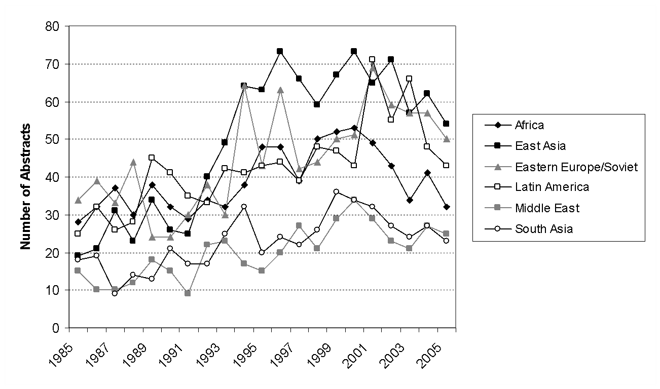 80
70
60
50
40
30
20
10
0
Number of Abstracts
1985
1987
1989
1991
1993
1995
1997
1999
2001
2003
2005
Africa
East Asia
Eastern Europe/Soviet
Latin America
Middle East
South Asia